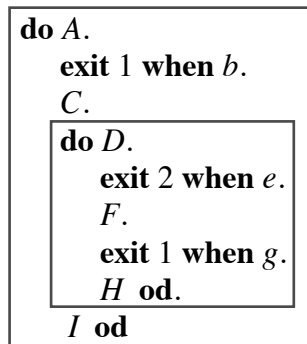 do A.
exit 1 when b.
C.
do D.
exit 2 when e.
F.
exit 1 when g.
H od.
I od